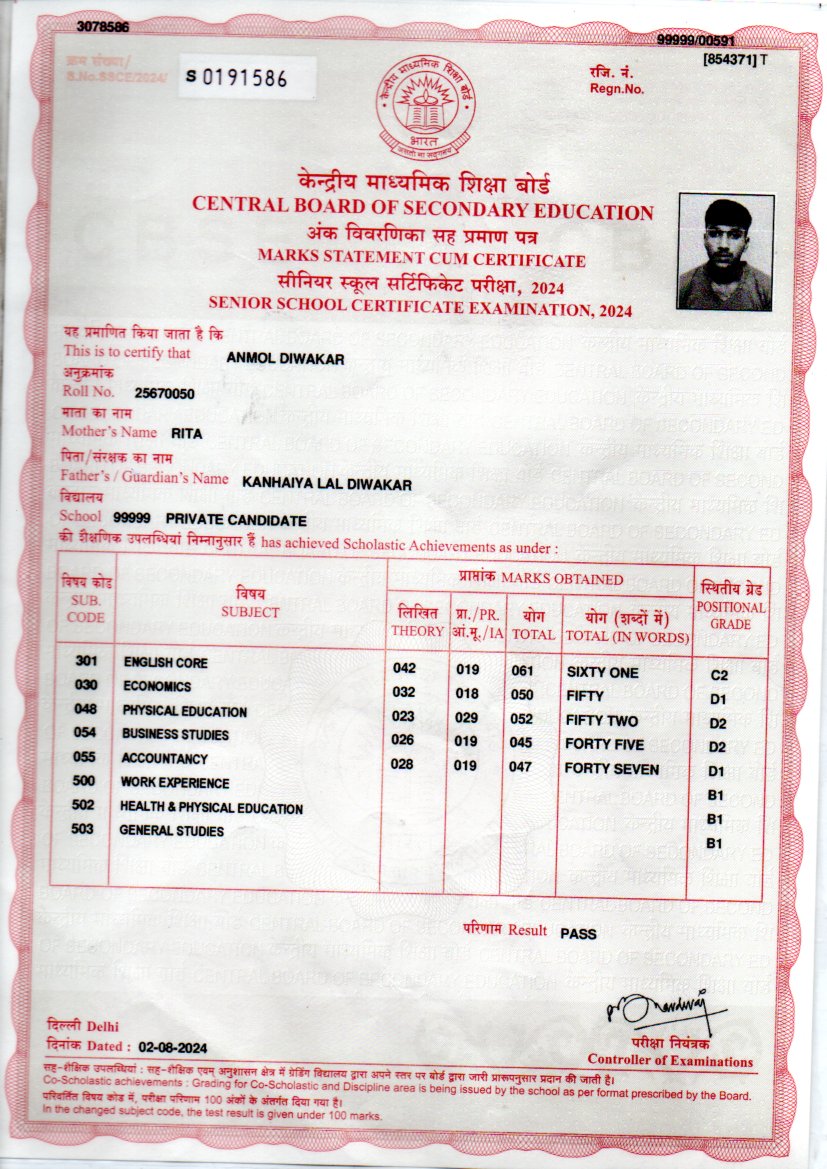 3078586
99999/00591
क्रम संख्या/
S.No.SSCE/2024/
S 0191586
[854371] T
रजि. नं.
Regn.No.
केन्द्रीय माध्यमिक शिक्षा बोर्ड
भारत
असतो मा सद्गमय
केन्द्रीय माध्यमिक शिक्षा बोर्ड
CENTRAL BOARD OF SECONDARY EDUCATION
अंक विवरणिका सह प्रमाण पत्र
MARKS STATEMENT CUM CERTIFICATE
सीनियर स्कूल सर्टिफिकेट परीक्षा, 2024
SENIOR SCHOOL CERTIFICATE EXAMINATION, 2024
यह प्रमाणित किया जाता है कि
This is to certify that ANMOL DIWAKAR
अनुक्रमांक
Roll No. 25670050
माता का नाम
Mother's Name RITA
पिता/संरक्षक का नाम
Father's / Guardian's Name KANHAIYA LAL DIWAKAR
विद्यालय
School 99999 PRIVATE CANDIDATE
की शैक्षणिक उपलब्धियां निम्नानुसार हैं has achieved Scholastic Achievements as under :
विषय कोड SUB. CODE
विषय SUBJECT
प्राप्तांक MARKS OBTAINED
लिखित THEORY
प्रा./PR. आं.मू./IA
योग TOTAL
योग (शब्दों में) TOTAL (IN WORDS)
स्थितीय ग्रेड POSITIONAL GRADE
301 ENGLISH CORE 042 019 061 SIXTY ONE C2
030 ECONOMICS 032 018 050 FIFTY D1
048 PHYSICAL EDUCATION 023 029 052 FIFTY TWO D2
054 BUSINESS STUDIES 026 019 045 FORTY FIVE D2
055 ACCOUNTANCY 028 019 047 FORTY SEVEN D1
500 WORK EXPERIENCE B1
502 HEALTH & PHYSICAL EDUCATION B1
503 GENERAL STUDIES B1
परिणाम Result PASS
दिल्ली Delhi
दिनांक Dated : 02-08-2024
परीक्षा नियंत्रक
Controller of Examinations
सह-शैक्षिक उपलब्धियां : सह-शैक्षिक एवम् अनुशासन क्षेत्र में ग्रेडिंग विद्यालय द्वारा अपने स्तर पर बोर्ड द्वारा जारी प्रारूपनुसार प्रदान की जाती है।
Co-Scholastic achievements : Grading for Co-Scholastic and Discipline area is being issued by the school as per format prescribed by the Board.
परिवर्तित विषय कोड में, परीक्षा परिणाम 100 अंकों के अंतर्गत दिया गया है।
In the changed subject code, the test result is given under 100 marks.